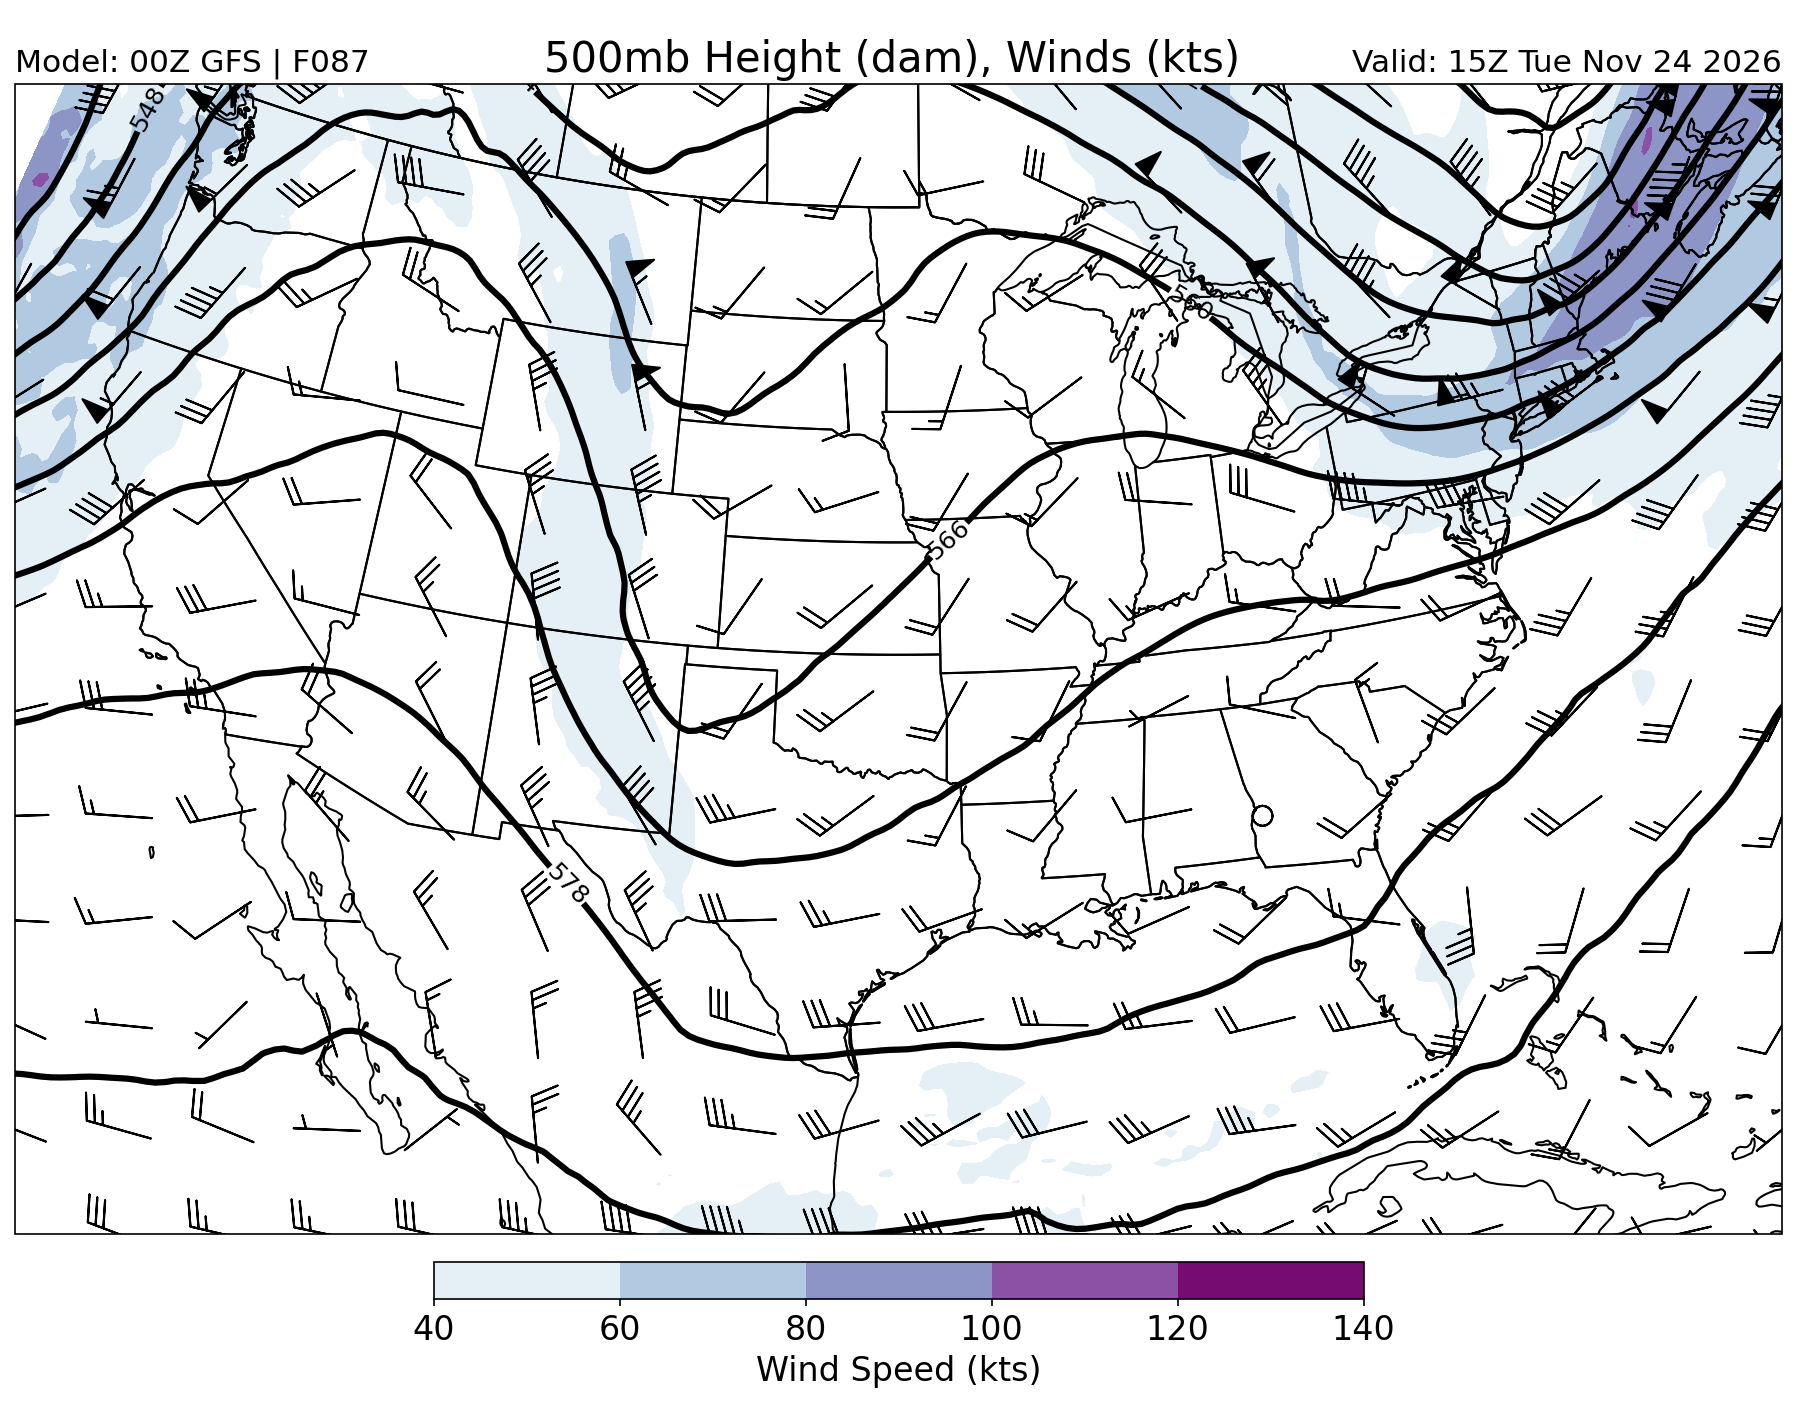 Model: 00Z GFS | F087
500mb Height (dam), Winds (kts)
Valid: 15Z Tue Nov 24 2026
548
566
578
40 60 80 100 120 140
Wind Speed (kts)